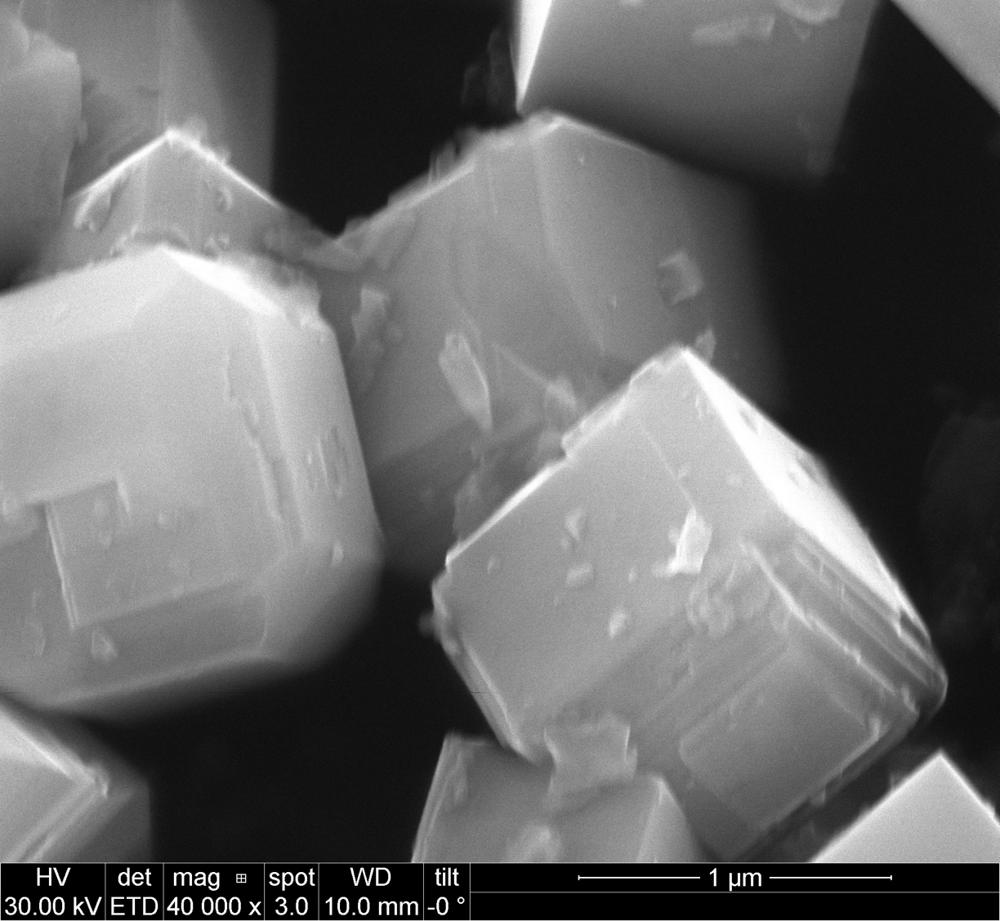 HV det mag ⊞ spot WD tilt
30.00 kV ETD 40 000 x 3.0 10.0 mm -0 °
1 µm